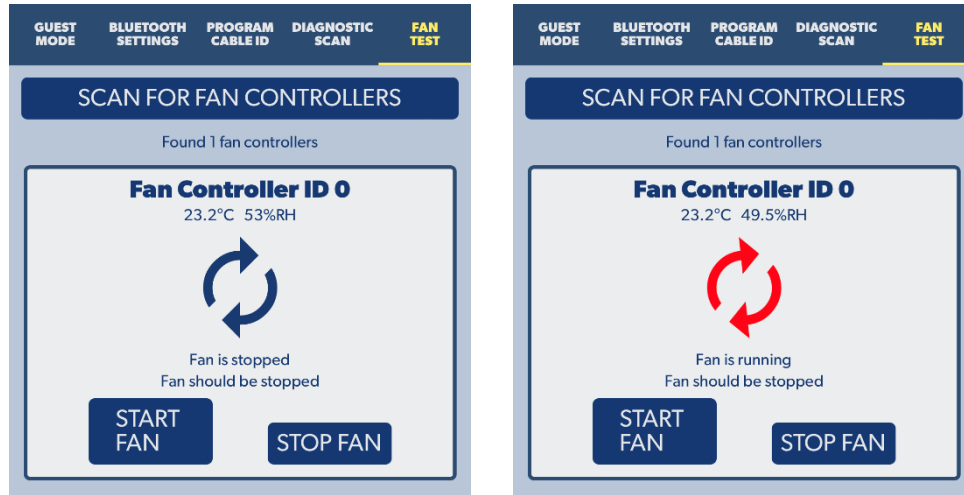 GUEST MODE
BLUETOOTH SETTINGS
PROGRAM CABLE ID
DIAGNOSTIC SCAN
FAN TEST
SCAN FOR FAN CONTROLLERS
Found 1 fan controllers
Fan Controller ID 0
23.2°C 53%RH
Fan is stopped
Fan should be stopped
START
FAN
STOP FAN
GUEST MODE
BLUETOOTH SETTINGS
PROGRAM CABLE ID
DIAGNOSTIC SCAN
FAN TEST
SCAN FOR FAN CONTROLLERS
Found 1 fan controllers
Fan Controller ID 0
23.2°C 49.5%RH
Fan is running
Fan should be stopped
START
FAN
STOP FAN